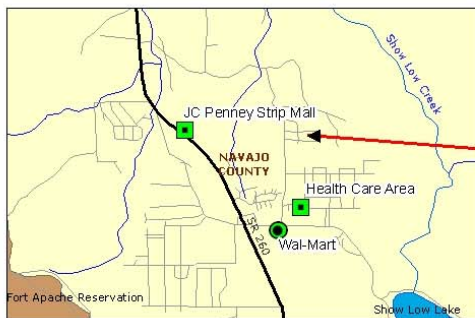 Show Low Creek
JC Penney Strip Mall
NAVAJO
COUNTY
Health Care Area
SR 260
Wal-Mart
Fort Apache Reservation
Show Low Lake